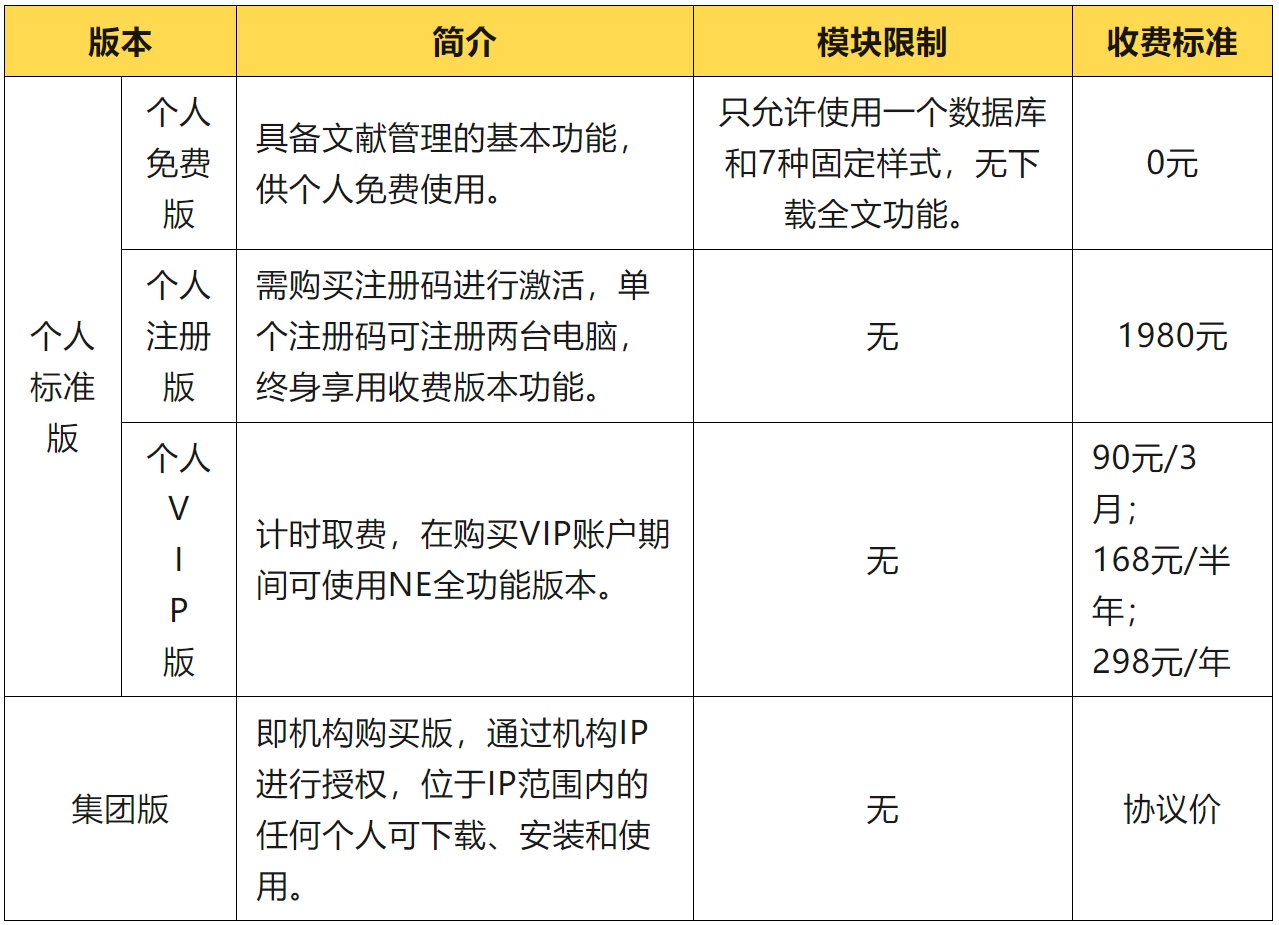 版本
简介
模块限制
收费标准
个人
标准
版
个人
免费
版
具备文献管理的基本功能，
供个人免费使用。
只允许使用一个数据库
和7种固定样式，无下
载全文功能。
0元
个人
注册
版
需购买注册码进行激活，单
个注册码可注册两台电脑，
终身享用收费版本功能。
无
1980元
个人
V
I
P
版
计时取费，在购买VIP账户期
间可使用NE全功能版本。
无
90元/3
月；
168元/半
年；
298元/年
集团版
即机构购买版，通过机构IP
进行授权，位于IP范围内的
任何个人可下载、安装和使
用。
无
协议价